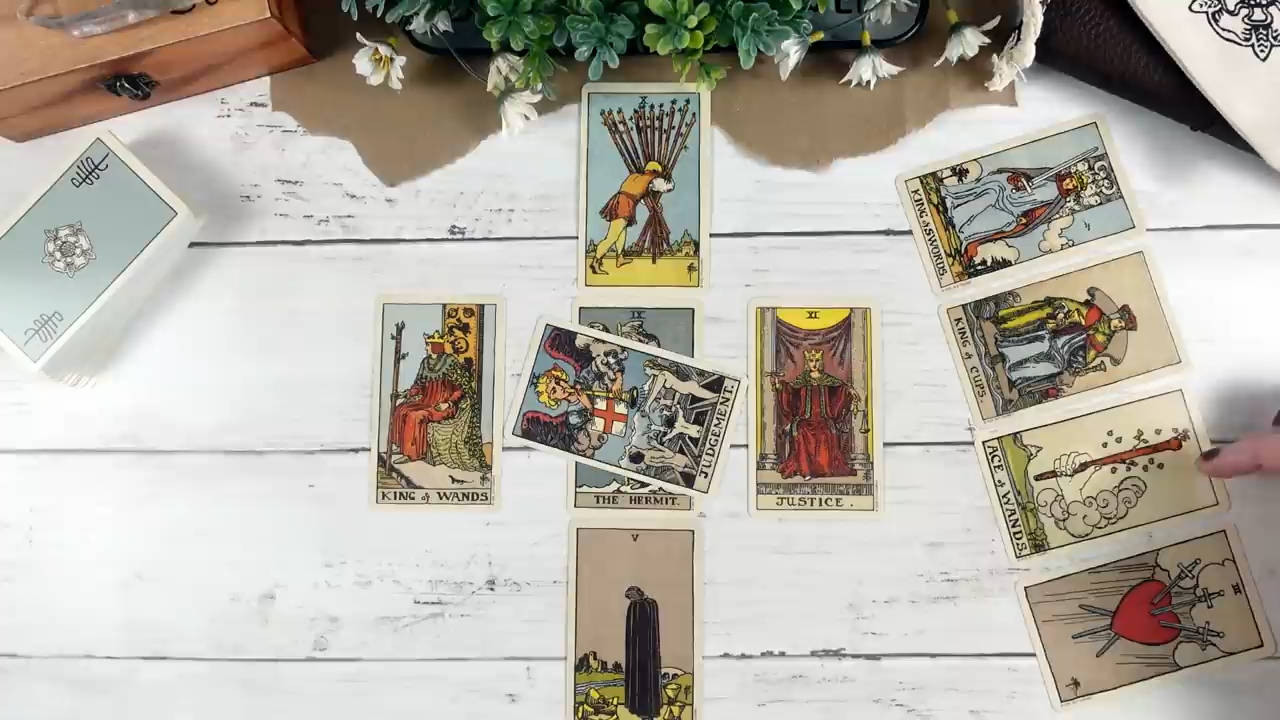 X
KING of SWORDS.
KING of CUPS.
IX
XI
KING of WANDS
JUDGEMENT.
THE HERMIT.
JUSTICE.
ACE of WANDS.
V
III